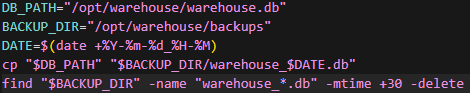 DB_PATH="/opt/warehouse/warehouse.db"
BACKUP_DIR="/opt/warehouse/backups"
DATE=$(date +%Y-%m-%d_%H-%M)
cp "$DB_PATH" "$BACKUP_DIR/warehouse_$DATE.db"
find "$BACKUP_DIR" -name "warehouse_*.db" -mtime +30 -delete